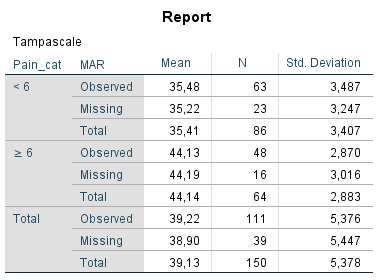 Report
Tampascale
Pain_cat MAR Mean N Std. Deviation
< 6 Observed 35,48 63 3,487
Missing 35,22 23 3,247
Total 35,41 86 3,407
≥ 6 Observed 44,13 48 2,870
Missing 44,19 16 3,016
Total 44,14 64 2,883
Total Observed 39,22 111 5,376
Missing 38,90 39 5,447
Total 39,13 150 5,378